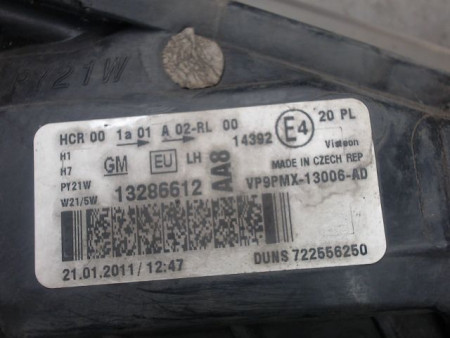 PY21W
HCR 00 1a 01 A 02-RL 00 14392 E4 20 PL
H1
H7
PY21W
W21/5W
GM EU LH
Visteon
MADE IN CZECH REP
13286612 AA8 VP9PMX-13006-AD
21.01.2011/12:47 DUNS 722556250